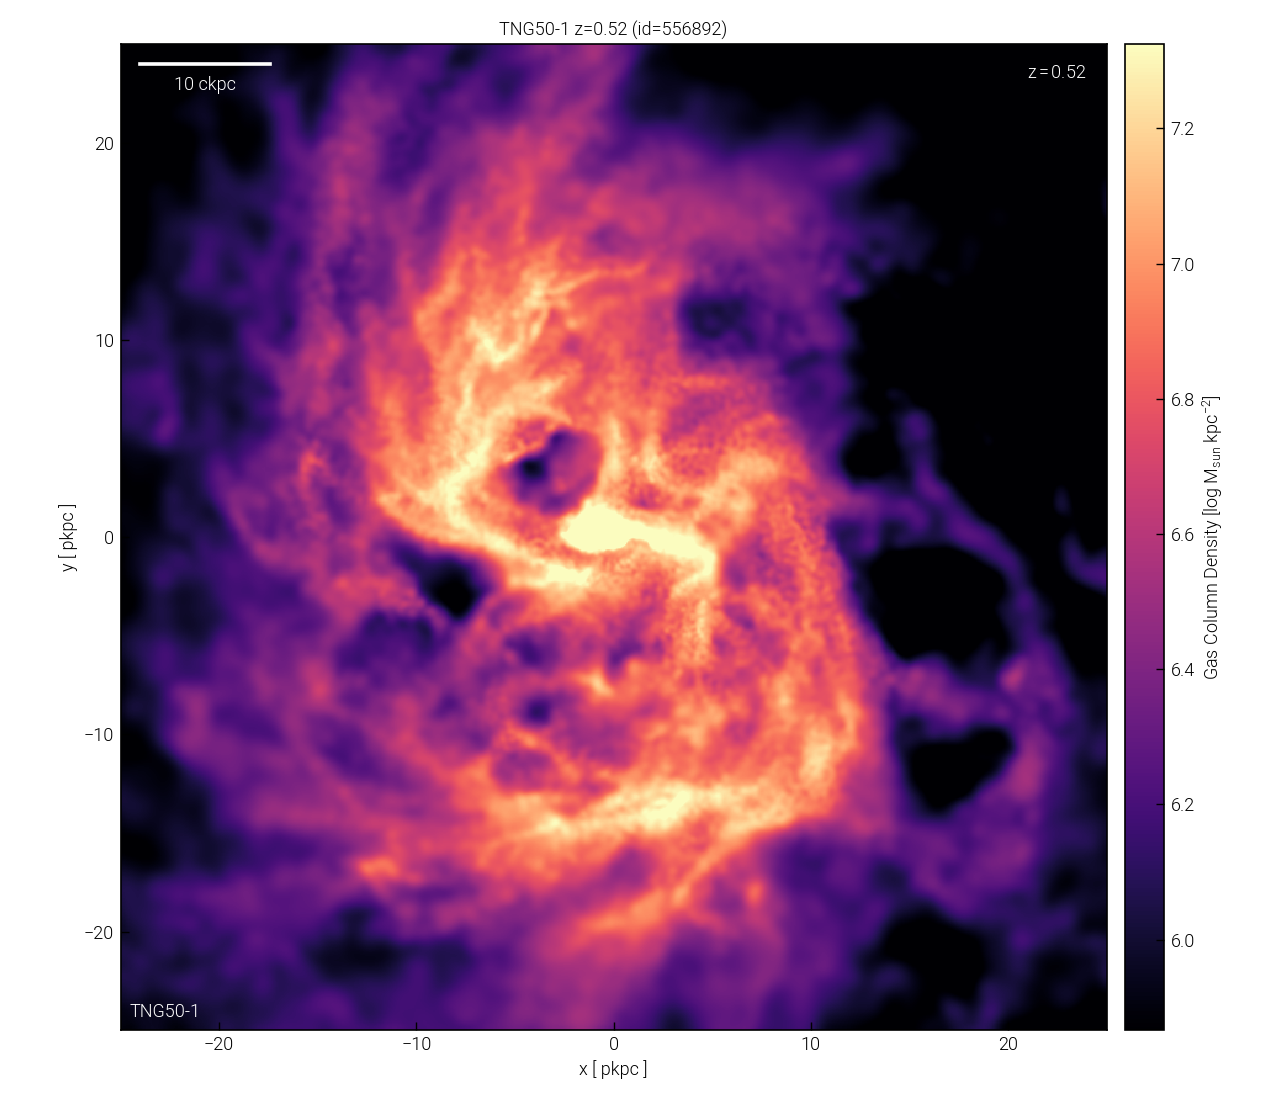 TNG50-1 z=0.52 (id=556892)
10 ckpc
z=0.52
TNG50-1
y [ pkpc ]
20
10
0
−10
−20
−20
−10
0
10
20
x [ pkpc ]
7.2
7.0
6.8
6.6
6.4
6.2
6.0
Gas Column Density [log M_sun kpc⁻²]